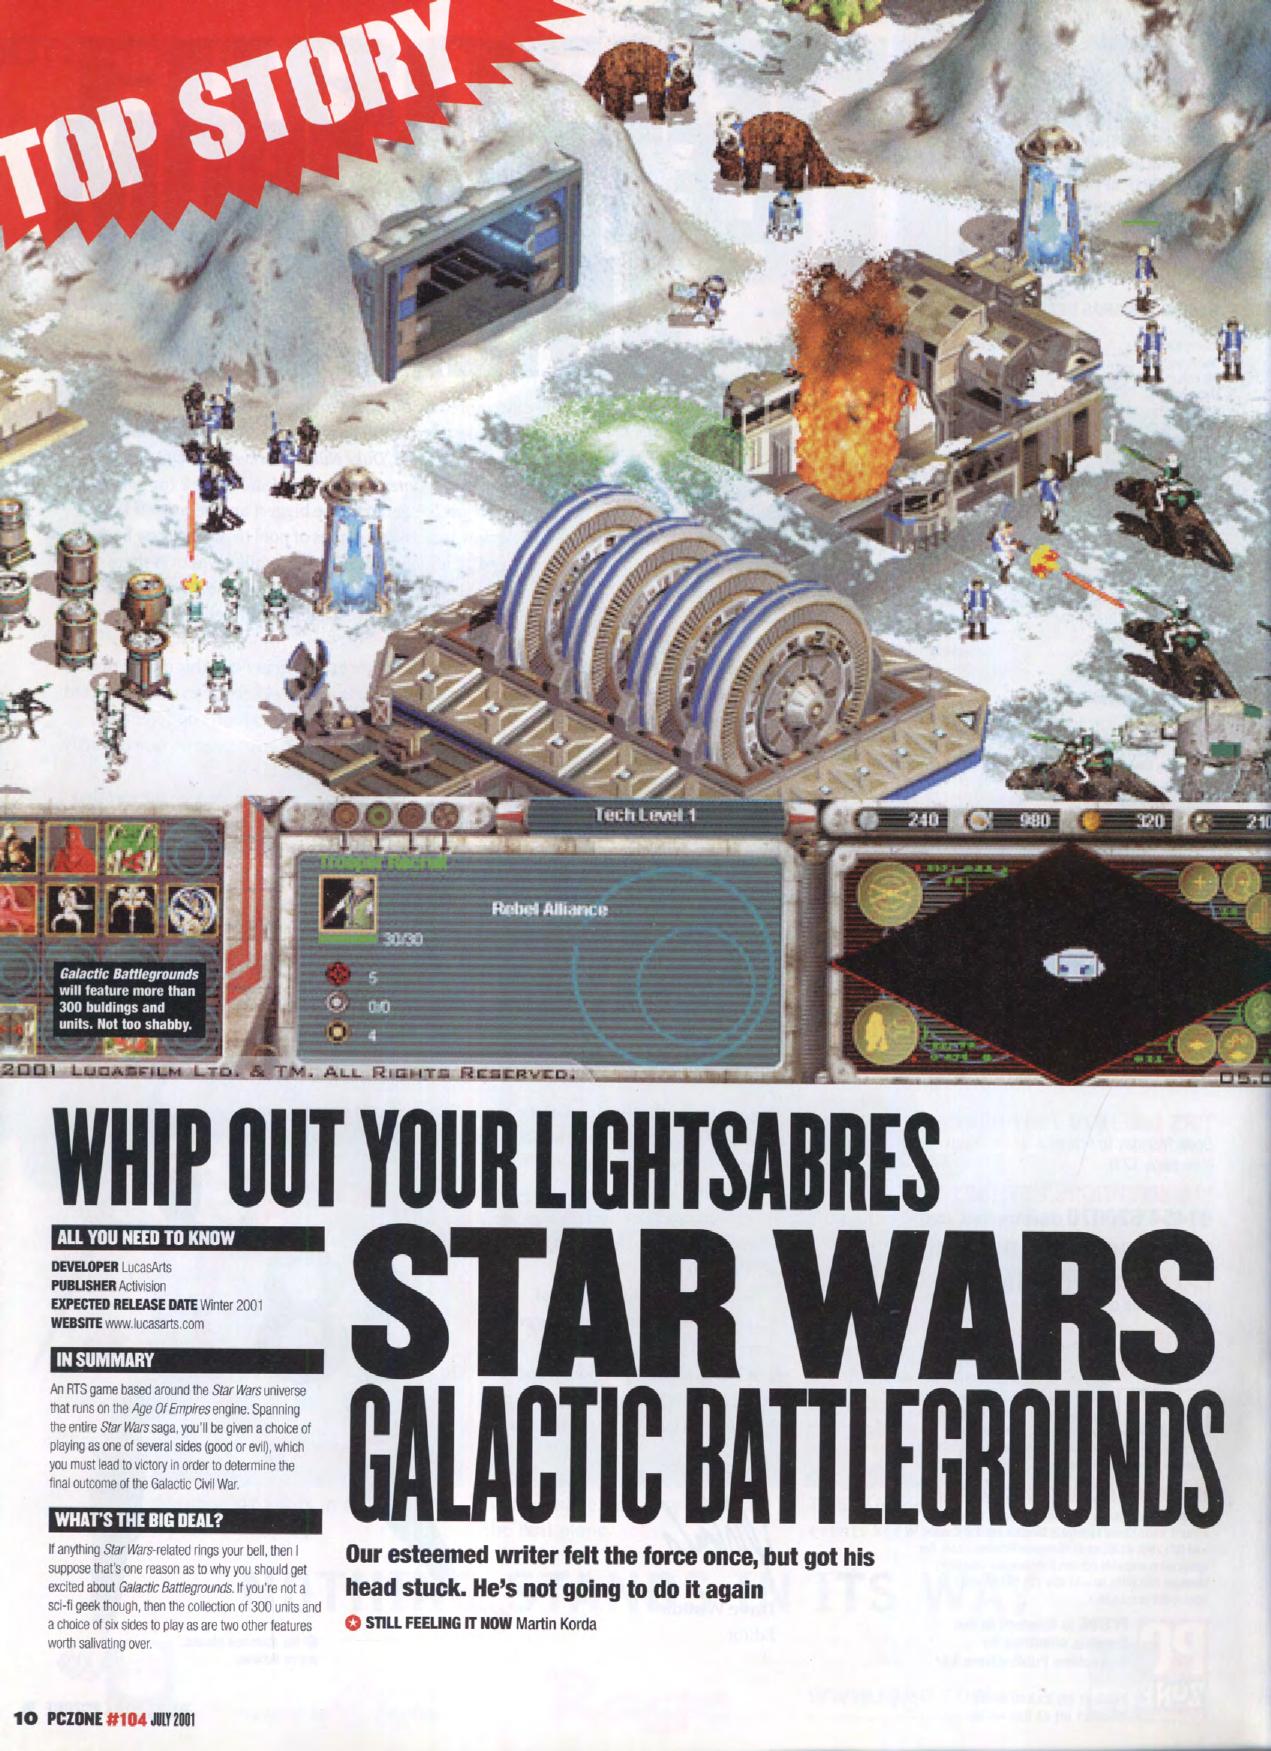 TOP STORY
Tech Level 1
240
980
320
210
Trooper Recruit
Rebel Alliance
30/30
5
0/0
4
Galactic Battlegrounds
will feature more than
300 buldings and
units. Not too shabby.
2001 LUCASFILM LTD. & TM. ALL RIGHTS RESERVED.
05.0
WHIP OUT YOUR LIGHTSABRES
STAR WARS
GALACTIC BATTLEGROUNDS
ALL YOU NEED TO KNOW
DEVELOPER LucasArts
PUBLISHER Activision
EXPECTED RELEASE DATE Winter 2001
WEBSITE www.lucasarts.com
IN SUMMARY
An RTS game based around the Star Wars universe
that runs on the Age Of Empires engine. Spanning
the entire Star Wars saga, you'll be given a choice of
playing as one of several sides (good or evil), which
you must lead to victory in order to determine the
final outcome of the Galactic Civil War.
WHAT'S THE BIG DEAL?
If anything Star Wars-related rings your bell, then I
suppose that's one reason as to why you should get
excited about Galactic Battlegrounds. If you're not a
sci-fi geek though, then the collection of 300 units and
a choice of six sides to play as are two other features
worth salivating over.
Our esteemed writer felt the force once, but got his
head stuck. He's not going to do it again
STILL FEELING IT NOW Martin Korda
10 PCZONE #104 JULY 2001